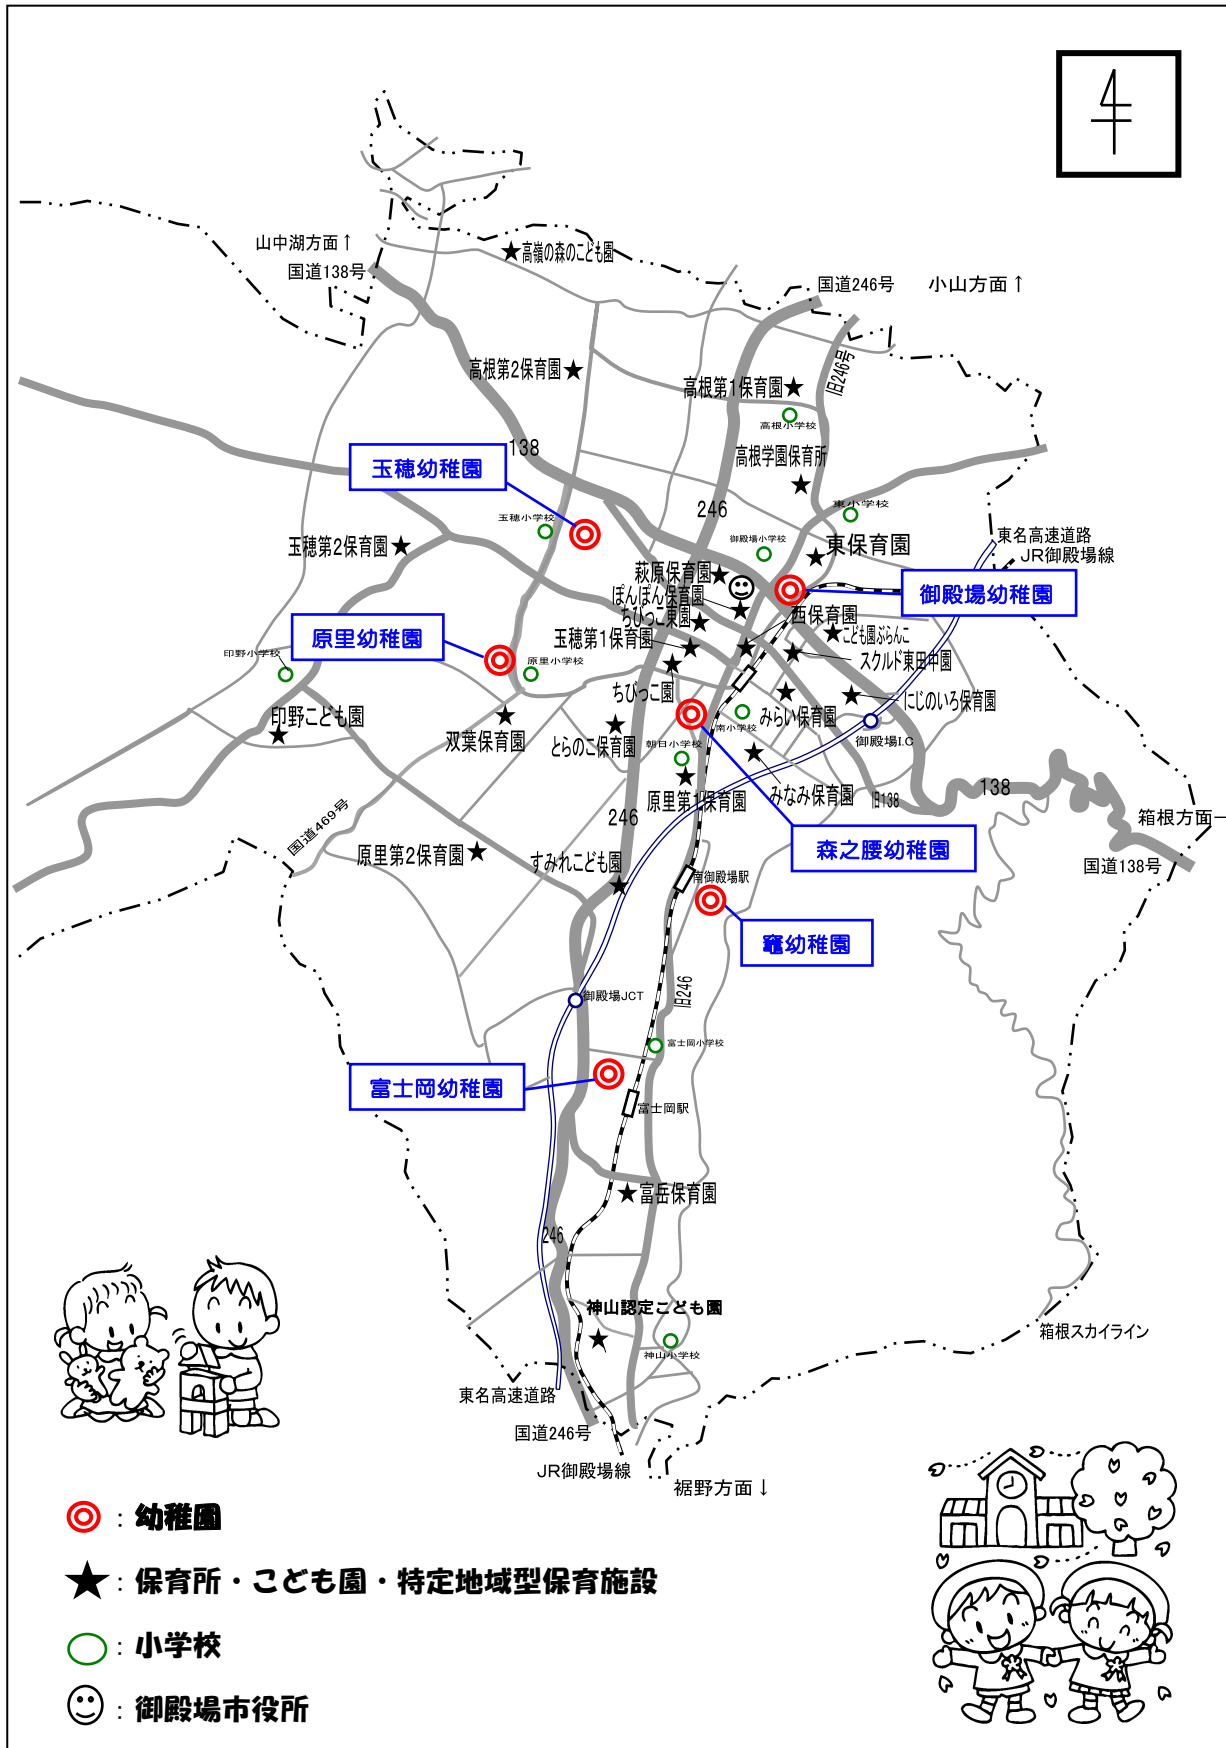 山中湖方面↑
国道138号
高嶺の森のこども園
国道246号
小山方面↑
旧246号
高根第2保育園
高根第1保育園
高根小学校
138
高根学園保育所
玉穂幼稚園
246
玉穂小学校
東小学校
御殿場小学校
東名高速道路
JR御殿場線
玉穂第2保育園
東保育園
萩原保育園
ぽんぽん保育園
御殿場幼稚園
ちびっこ東園
西保育園
原里幼稚園
玉穂第1保育園
こども園ぶらんこ
印野小学校
原里小学校
スクルド東田中園
ちびっこ園
にじのいろ保育園
印野こども園
双葉保育園
とらのこ保育園
南小学校
みらい保育園
朝日小学校
御殿場I.C
原里第1保育園
みなみ保育園
旧138
138
246
箱根方面→
国道469号
原里第2保育園
すみれこども園
森之腰幼稚園
国道138号
南御殿場駅
竈幼稚園
御殿場JCT
旧246
富士岡小学校
富士岡幼稚園
富士岡駅
富岳保育園
246
神山認定こども園
神山小学校
箱根スカイライン
東名高速道路
国道246号
JR御殿場線
裾野方面↓
：幼稚園
：保育所・こども園・特定地域型保育施設
：小学校
：御殿場市役所